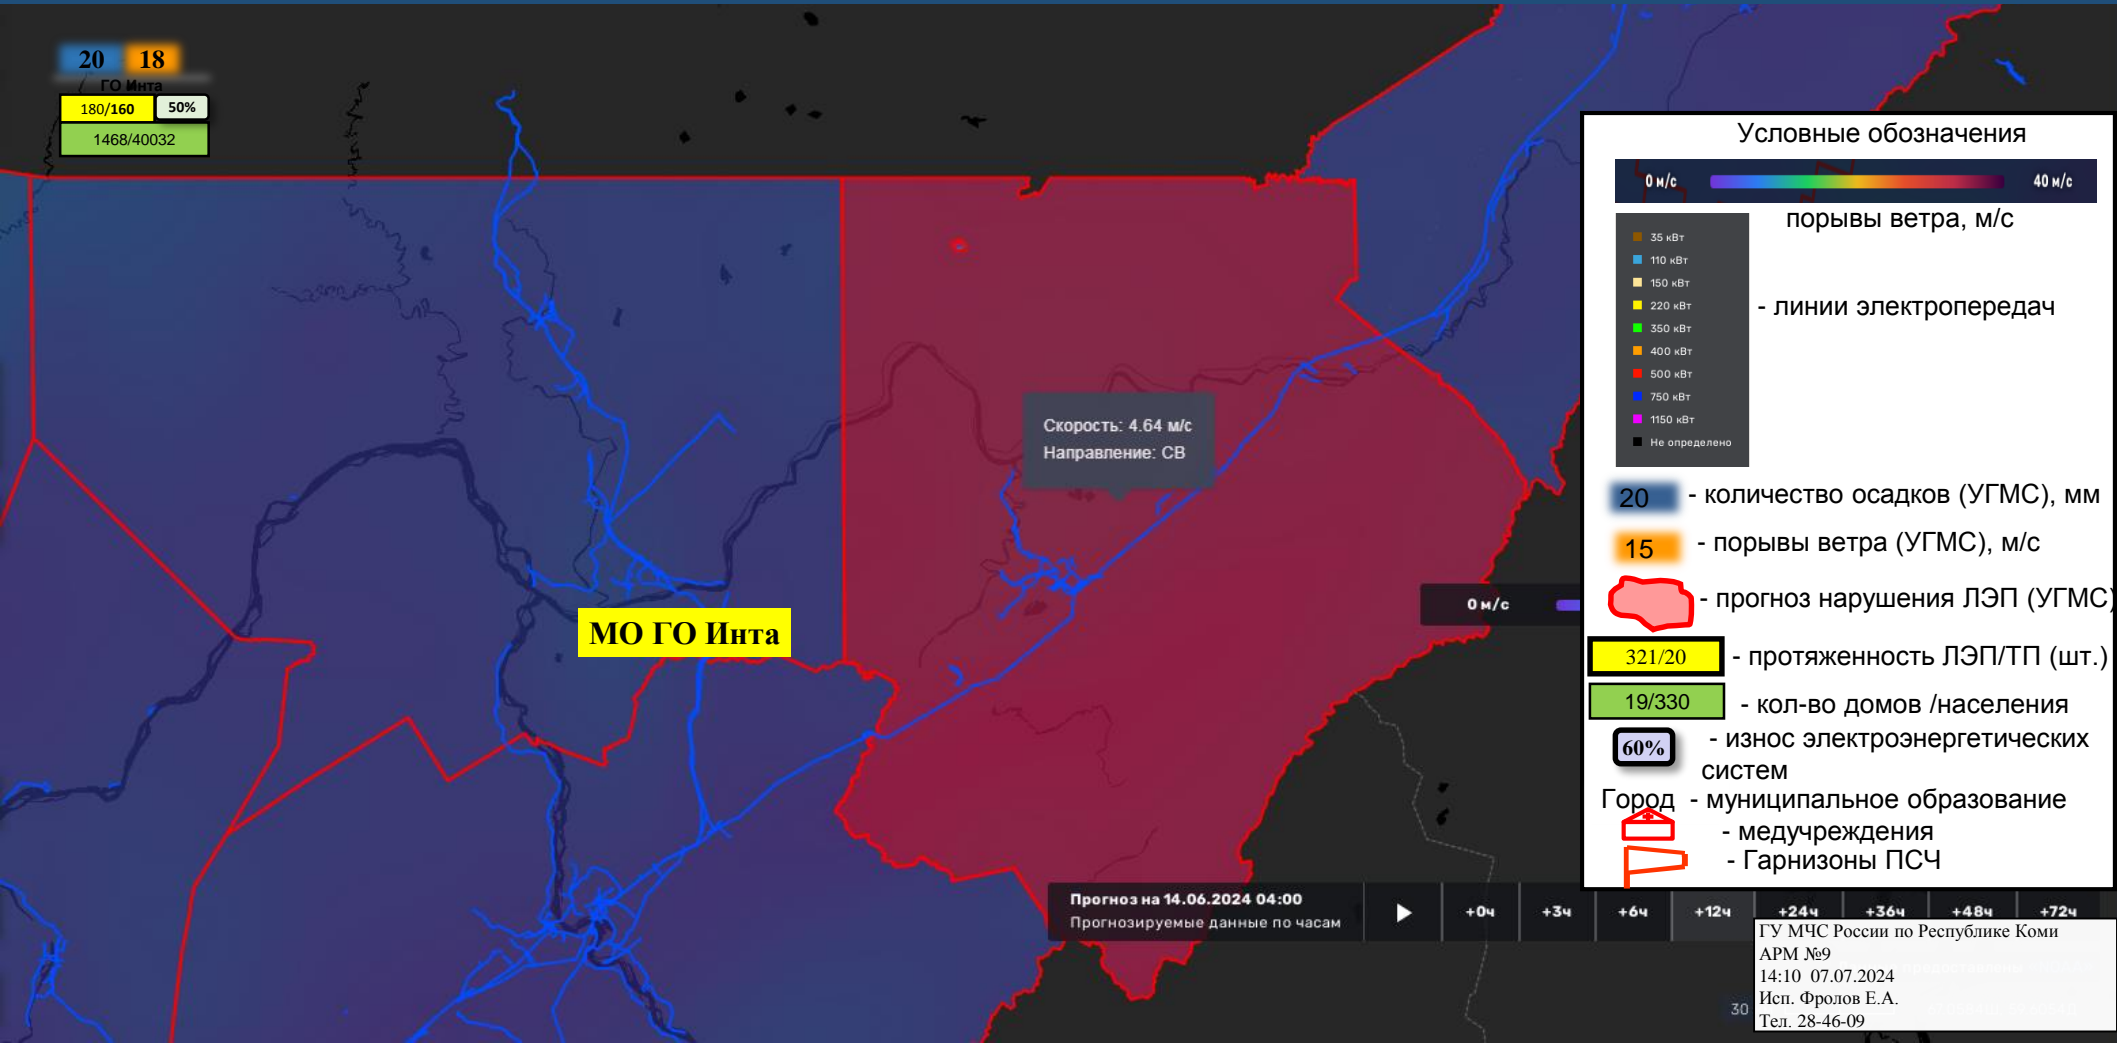 20 18
ГО Инта
180/160 50%
1468/40032
Условные обозначения
0 м/с 40 м/с
порывы ветра, м/с
35 кВт
110 кВт
150 кВт
220 кВт
350 кВт
400 кВт
500 кВт
750 кВт
1150 кВт
Не определено
- линии электропередач
20 - количество осадков (УГМС), мм
15 - порывы ветра (УГМС), м/с
- прогноз нарушения ЛЭП (УГМС)
321/20 - протяженность ЛЭП/ТП (шт.)
19/330 - кол-во домов /населения
60% - износ электроэнергетических
систем
Город - муниципальное образование
- медучреждения
- Гарнизоны ПСЧ
Скорость: 4.64 м/с
Направление: СВ
0 м/с
МО ГО Инта
Прогноз на 14.06.2024 04:00
Прогнозируемые данные по часам
+0ч +3ч +6ч +12ч +24ч +36ч +48ч +72ч
ГУ МЧС России по Республике Коми
АРМ №9
14:10 07.07.2024
Исп. Фролов Е.А.
Тел. 28-46-09
30